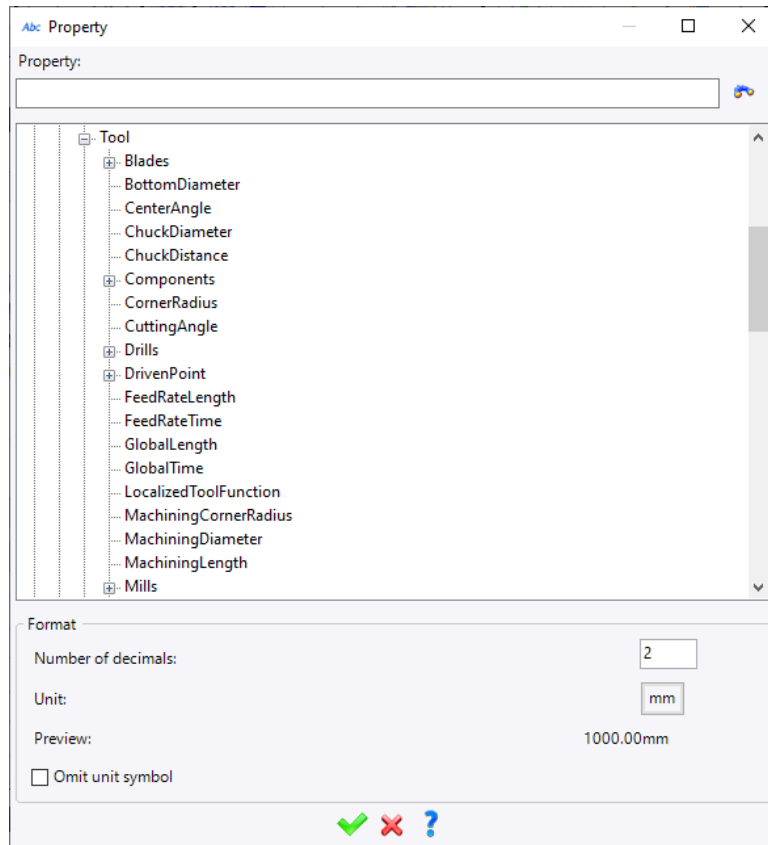 Abc Property
Property:
Tool
Blades
BottomDiameter
CenterAngle
ChuckDiameter
ChuckDistance
Components
CornerRadius
CuttingAngle
Drills
DrivenPoint
FeedRateLength
FeedRateTime
GlobalLength
GlobalTime
LocalizedToolFunction
MachiningCornerRadius
MachiningDiameter
MachiningLength
Mills
Format
Number of decimals: 2
Unit: mm
Preview: 1000.00mm
Omit unit symbol
?